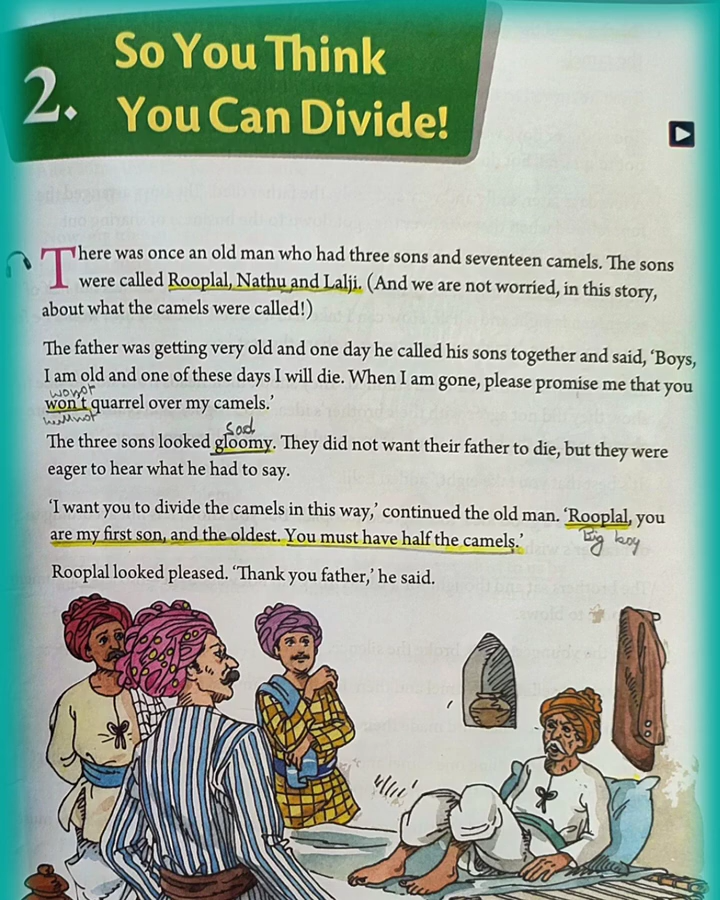 2.
So You Think
You Can Divide!
There was once an old man who had three sons and seventeen camels. The sons
were called Rooplal, Nathu and Lalji. (And we are not worried, in this story,
about what the camels were called!)
The father was getting very old and one day he called his sons together and said, ‘Boys,
I am old and one of these days I will die. When I am gone, please promise me that you
won't quarrel over my camels.’
Sad
The three sons looked gloomy. They did not want their father to die, but they were
eager to hear what he had to say.
‘I want you to divide the camels in this way,’ continued the old man. ‘Rooplal, you
are my first son, and the oldest. You must have half the camels.’
Big boy
Rooplal looked pleased. ‘Thank you father,’ he said.